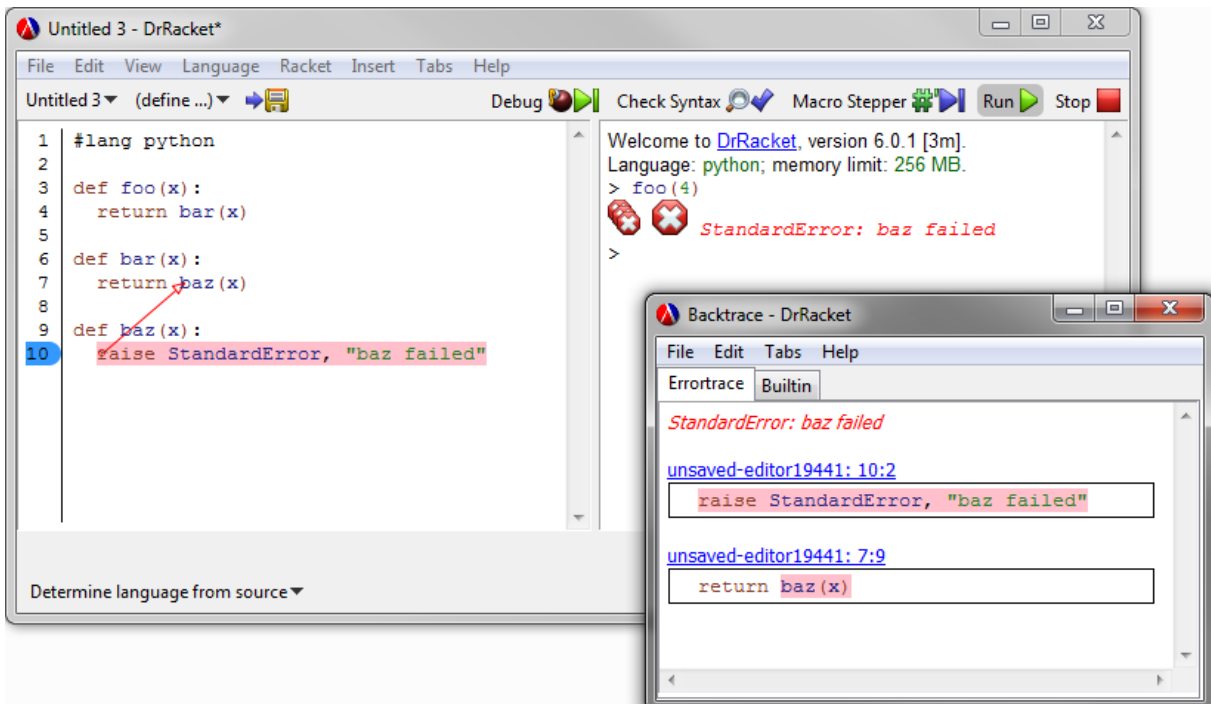 Untitled 3 - DrRacket*
File Edit View Language Racket Insert Tabs Help
Untitled 3 (define ...) Debug Check Syntax Macro Stepper Run Stop
1 #lang python
2
3 def foo(x):
4   return bar(x)
5
6 def bar(x):
7   return baz(x)
8
9 def baz(x):
10   raise StandardError, "baz failed"
Welcome to DrRacket, version 6.0.1 [3m].
Language: python; memory limit: 256 MB.
> foo(4)
StandardError: baz failed
>
Determine language from source
Backtrace - DrRacket
File Edit Tabs Help
Errortrace Builtin
StandardError: baz failed
unsaved-editor19441: 10:2
raise StandardError, "baz failed"
unsaved-editor19441: 7:9
return baz(x)